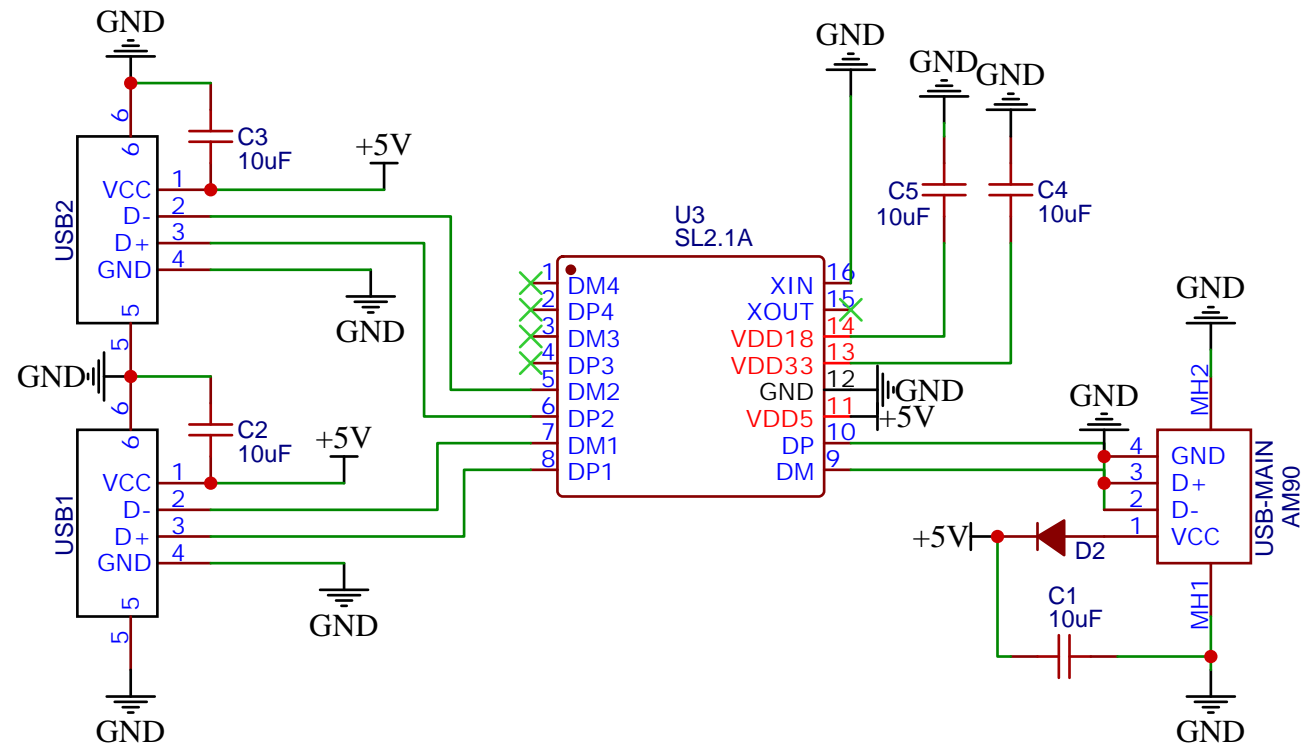 GND
6
6
C3
10uF
+5V
VCC 1
D- 2
D+ 3
GND 4
USB2
5
5
GND
GND
6
6
C2
10uF
+5V
VCC 1
D- 2
D+ 3
GND 4
USB1
5
5
GND
GND
U3
SL2.1A
1 DM4
2 DP4
3 DM3
4 DP3
5 DM2
6 DP2
7 DM1
8 DP1
XIN 16
XOUT 15
VDD18 14
VDD33 13
GND 12
VDD5 11
DP 10
DM 9
GND
GND
GND
C5
10uF
C4
10uF
GND
+5V
GND
MH2
GND
4 GND
3 D+
2 D-
1 VCC
USB-MAIN
AM90
+5V
D2
MH1
C1
10uF
GND